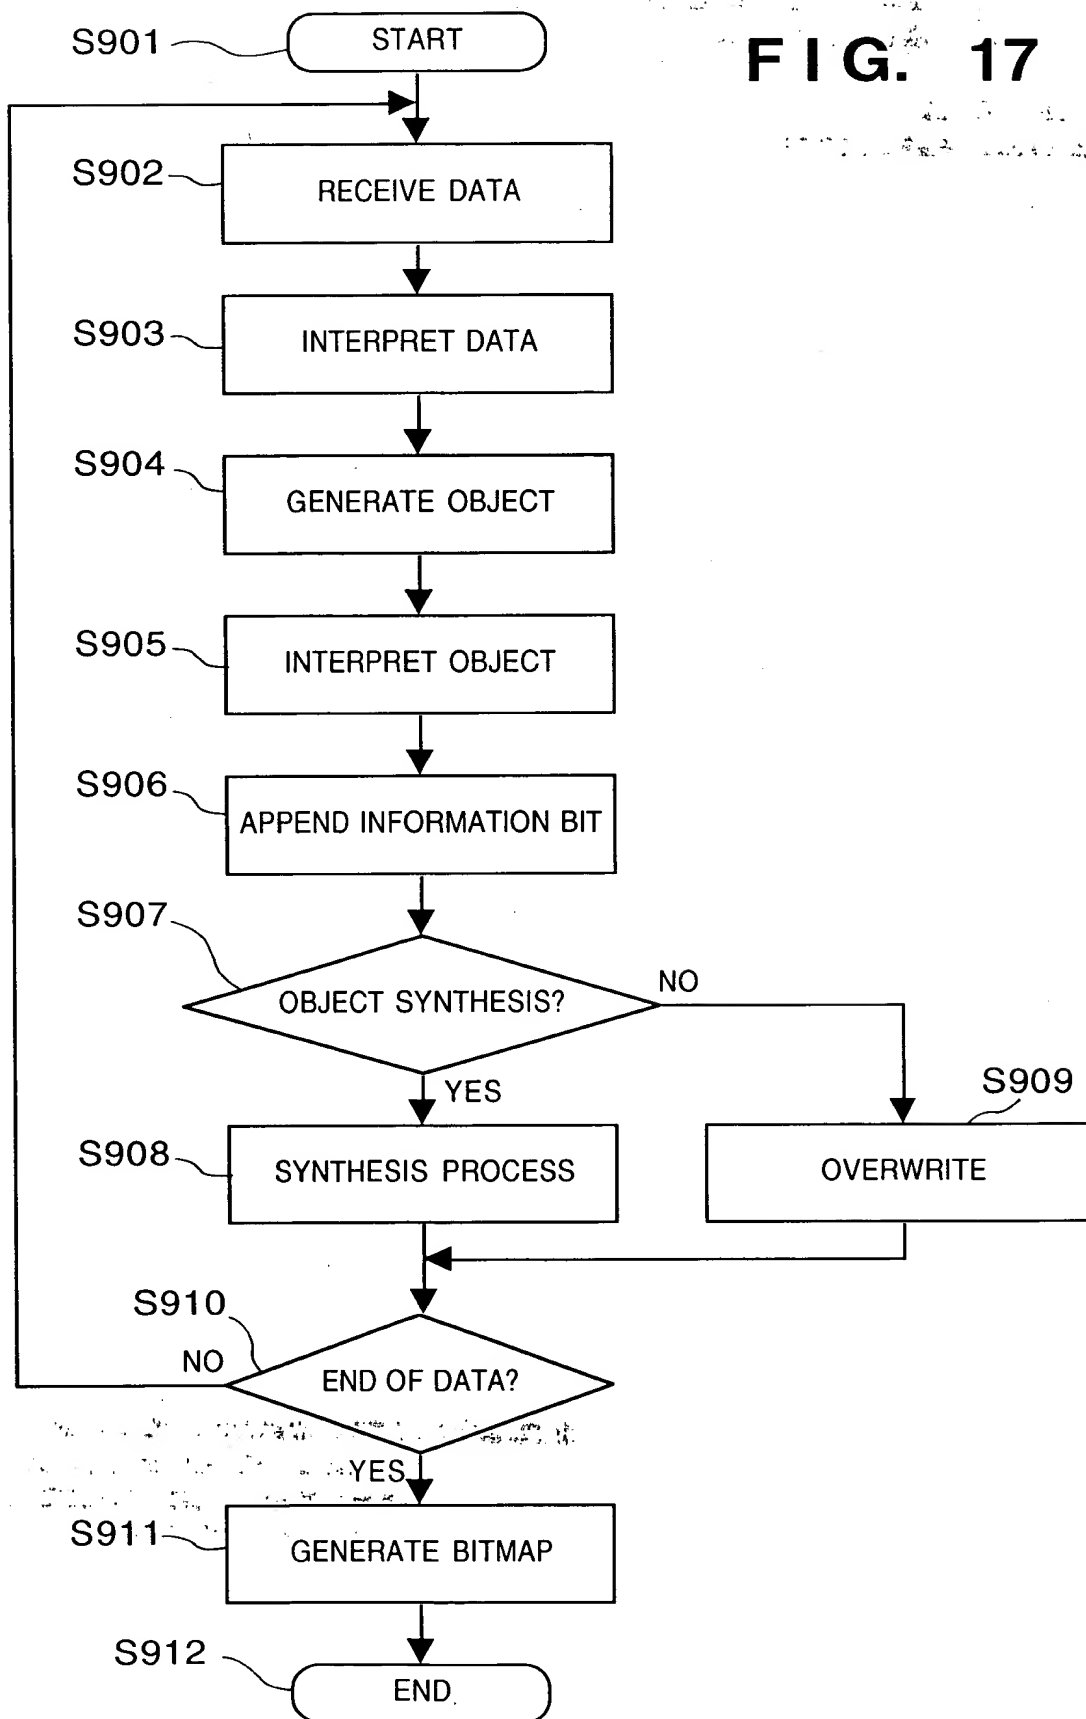 FIG. 17
S901
START
S902
RECEIVE DATA
S903
INTERPRET DATA
S904
GENERATE OBJECT
S905
INTERPRET OBJECT
S906
APPEND INFORMATION BIT
S907
OBJECT SYNTHESIS?
NO
YES
S909
S908
SYNTHESIS PROCESS
OVERWRITE
S910
NO
END OF DATA?
YES
S911
GENERATE BITMAP
S912
END